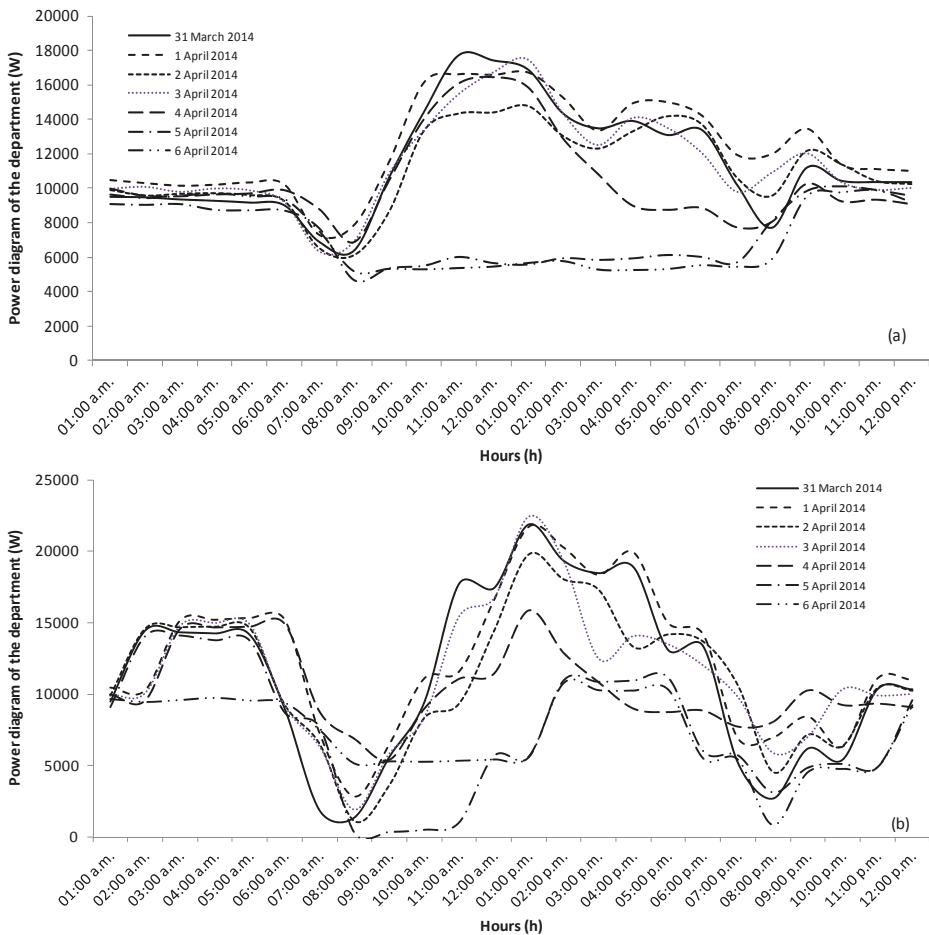 20000
18000
16000
14000
12000
10000
8000
6000
4000
2000
0
Power diagram of the department (W)
31 March 2014
1 April 2014
2 April 2014
3 April 2014
4 April 2014
5 April 2014
6 April 2014
(a)
01:00 a.m.
02:00 a.m.
03:00 a.m.
04:00 a.m.
05:00 a.m.
06:00 a.m.
07:00 a.m.
08:00 a.m.
09:00 a.m.
10:00 a.m.
11:00 a.m.
12:00 a.m.
01:00 p.m.
02:00 p.m.
03:00 p.m.
04:00 p.m.
05:00 p.m.
06:00 p.m.
07:00 p.m.
08:00 p.m.
09:00 p.m.
10:00 p.m.
11:00 p.m.
12:00 p.m.
Hours (h)
25000
20000
15000
10000
5000
0
Power diagram of the department (W)
31 March 2014
1 April 2014
2 April 2014
3 April 2014
4 April 2014
5 April 2014
6 April 2014
(b)
01:00 a.m.
02:00 a.m.
03:00 a.m.
04:00 a.m.
05:00 a.m.
06:00 a.m.
07:00 a.m.
08:00 a.m.
09:00 a.m.
10:00 a.m.
11:00 a.m.
12:00 a.m.
01:00 p.m.
02:00 p.m.
03:00 p.m.
04:00 p.m.
05:00 p.m.
06:00 p.m.
07:00 p.m.
08:00 p.m.
09:00 p.m.
10:00 p.m.
11:00 p.m.
12:00 p.m.
Hours (h)